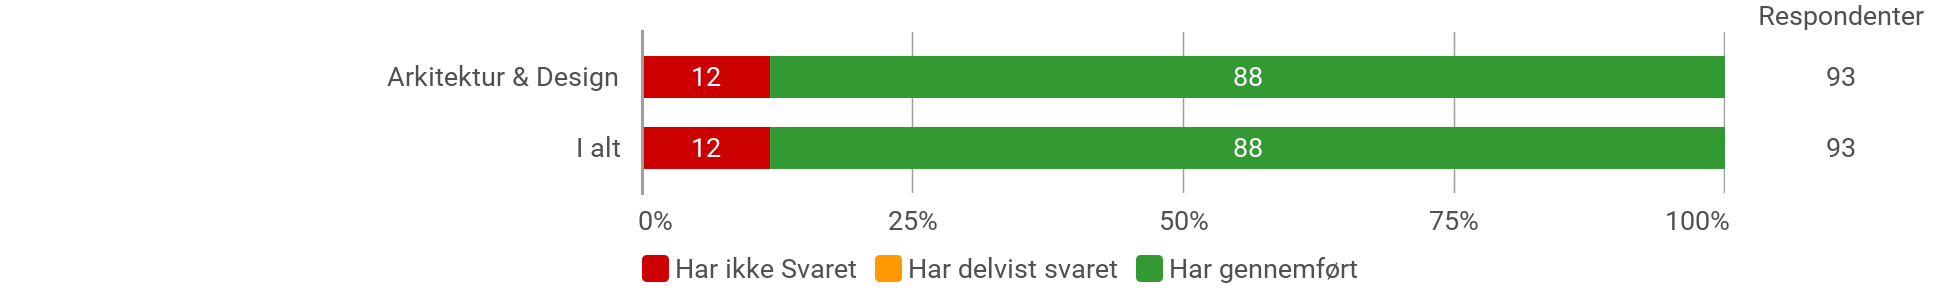 Respondenter
Arkitektur & Design 12 88 93
I alt 12 88 93
0% 25% 50% 75% 100%
Har ikke Svaret Har delvist svaret Har gennemført